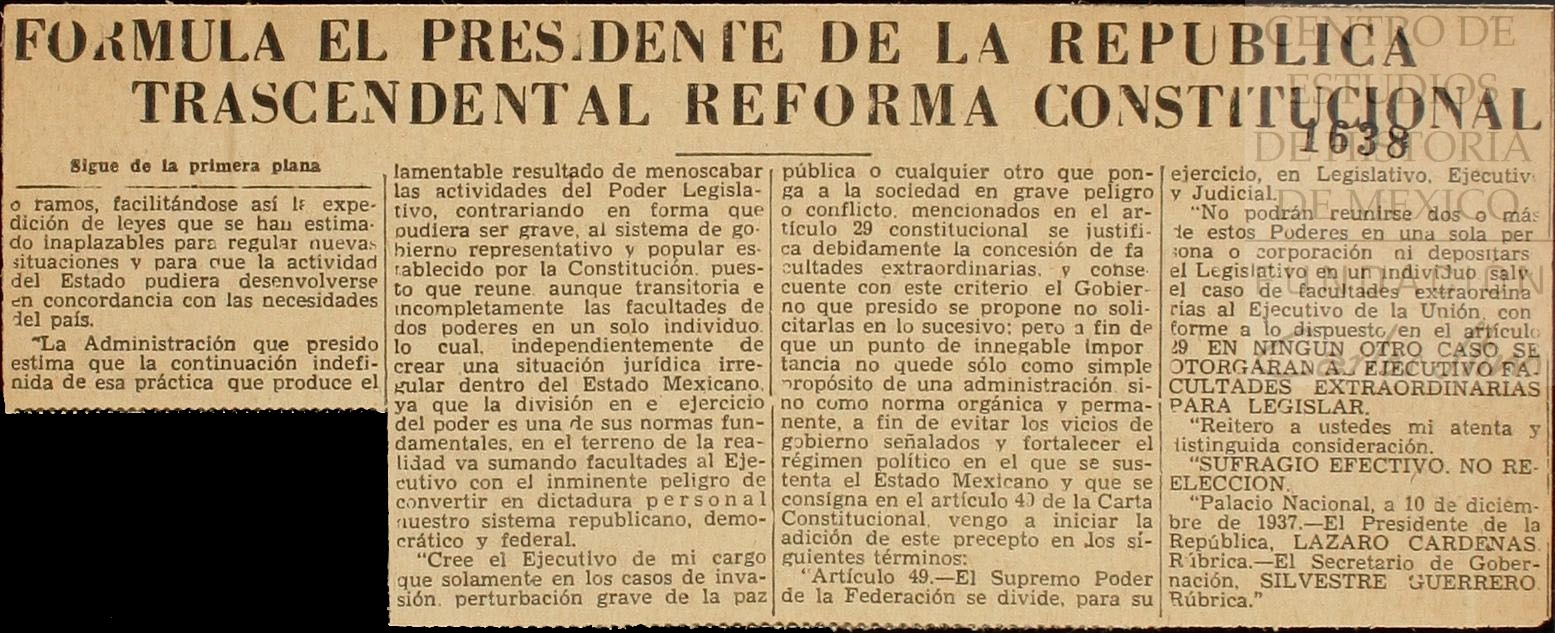 FORMULA EL PRESIDENTE DE LA REPUBLICA
TRASCENDENTAL REFORMA CONSTITUCIONAL
1638
Sigue de la primera plana
o ramos, facilitándose así la expe-
dición de leyes que se han estima-
do inaplazables para regular nuevas
situaciones y para que la actividad
del Estado pudiera desenvolverse
en concordancia con las necesidades
del país.
"La Administración que presido
estima que la continuación indefi-
nida de esa práctica que produce el
lamentable resultado de menoscabar
las actividades del Poder Legisla-
tivo, contrariando en forma que
pudiera ser grave, al sistema de go-
bierno representativo y popular es-
tablecido por la Constitución, pues-
to que reune, aunque transitoria e
incompletamente las facultades de
dos poderes en un solo individuo.
lo cual, independientemente de
crear una situación jurídica irre-
gular dentro del Estado Mexicano,
ya que la división en e ejercicio
del poder es una de sus normas fun-
damentales, en el terreno de la rea-
lidad va sumando facultades al Eje-
cutivo con el inminente peligro de
convertir en dictadura personal
nuestro sistema republicano, demo-
crático y federal.
"Cree el Ejecutivo de mi cargo
que solamente en los casos de inva-
sión, perturbación grave de la paz
pública o cualquier otro que pon-
ga a la sociedad en grave peligro
o conflicto, mencionados en el ar-
tículo 29 constitucional se justifi-
ca debidamente la concesión de fa-
cultades extraordinarias, y conse-
cuente con este criterio el Gobier-
no que presido se propone no soli-
citarlas en lo sucesivo; pero a fin de
que un punto de innegable impor
tancia no quede sólo como simple
propósito de una administración, si-
no como norma orgánica y perma-
nente, a fin de evitar los vicios de
gobierno señalados y fortalecer el
régimen político en el que se sus-
tenta el Estado Mexicano y que se
consigna en el artículo 49 de la Carta
Constitucional, vengo a iniciar la
adición de este precepto en los si-
guientes términos:
"Artículo 49.—El Supremo Poder
de la Federación se divide, para su
ejercicio, en Legislativo, Ejecutivo
y Judicial.
"No podrán reunirse dos o más
de estos Poderes en una sola per
sona o corporación ni depositars
el Legislativo en un individuo salv
el caso de facultades extraordina
rias al Ejecutivo de la Unión, con
forme a lo dispuesto en el artículo
29 EN NINGUN OTRO CASO SE
OTORGARAN AL EJECUTIVO FA-
CULTADES EXTRAORDINARIAS
PARA LEGISLAR.
"Reitero a ustedes mi atenta y
distinguida consideración.
"SUFRAGIO EFECTIVO. NO RE-
ELECCION.
"Palacio Nacional, a 10 de diciem-
bre de 1937.—El Presidente de la
República, LAZARO CARDENAS.
Rúbrica.—El Secretario de Gober-
nación, SILVESTRE GUERRERO.
Rúbrica."
CENTRO DE
ESTUDIOS
DE HISTORIA
DE MEXICO
FUNDACIÓN